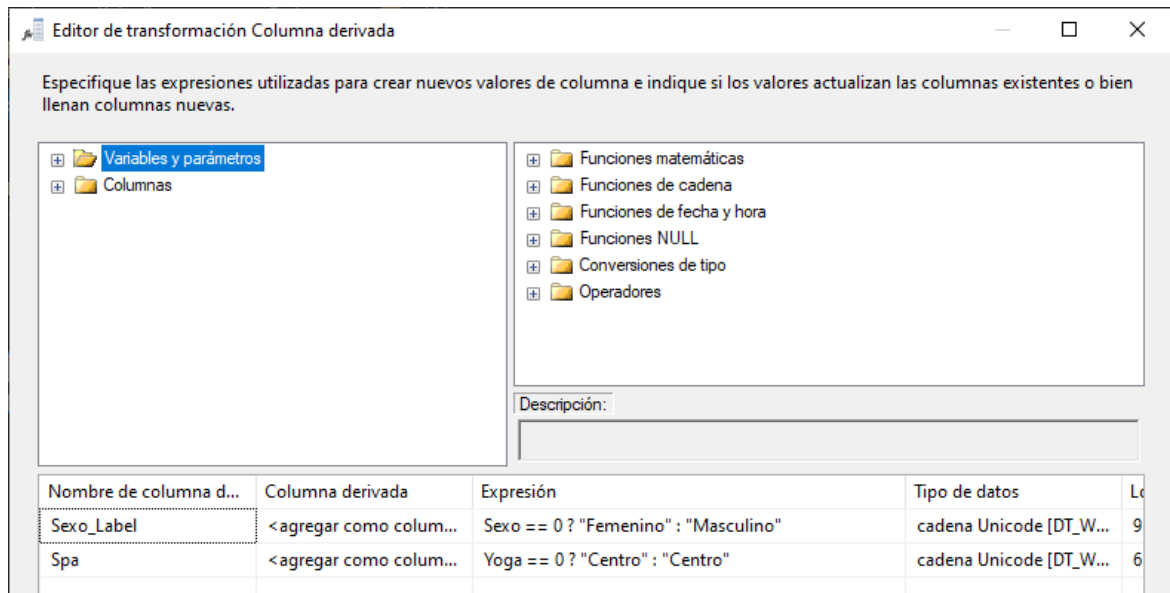 Editor de transformación Columna derivada
Especifique las expresiones utilizadas para crear nuevos valores de columna e indique si los valores actualizan las columnas existentes o bien
llenan columnas nuevas.
Variables y parámetros
Columnas
Funciones matemáticas
Funciones de cadena
Funciones de fecha y hora
Funciones NULL
Conversiones de tipo
Operadores
Descripción:
Nombre de columna d... Columna derivada Expresión Tipo de datos
Sexo_Label <agregar como colum... Sexo == 0 ? "Femenino" : "Masculino" cadena Unicode [DT_W... 9
Spa <agregar como colum... Yoga == 0 ? "Centro" : "Centro" cadena Unicode [DT_W... 6